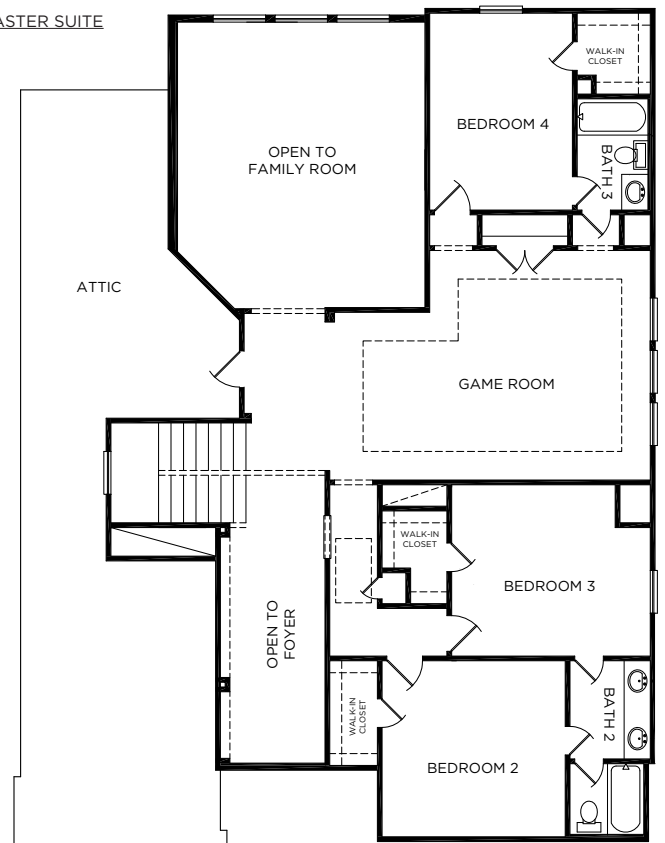 ASTER SUITE
WALK-IN
CLOSET
BEDROOM 4
OPEN TO
FAMILY ROOM
BATH 3
ATTIC
GAME ROOM
WALK-IN
CLOSET
BEDROOM 3
OPEN TO
FOYER
WALK-IN
CLOSET
BATH 2
BEDROOM 2